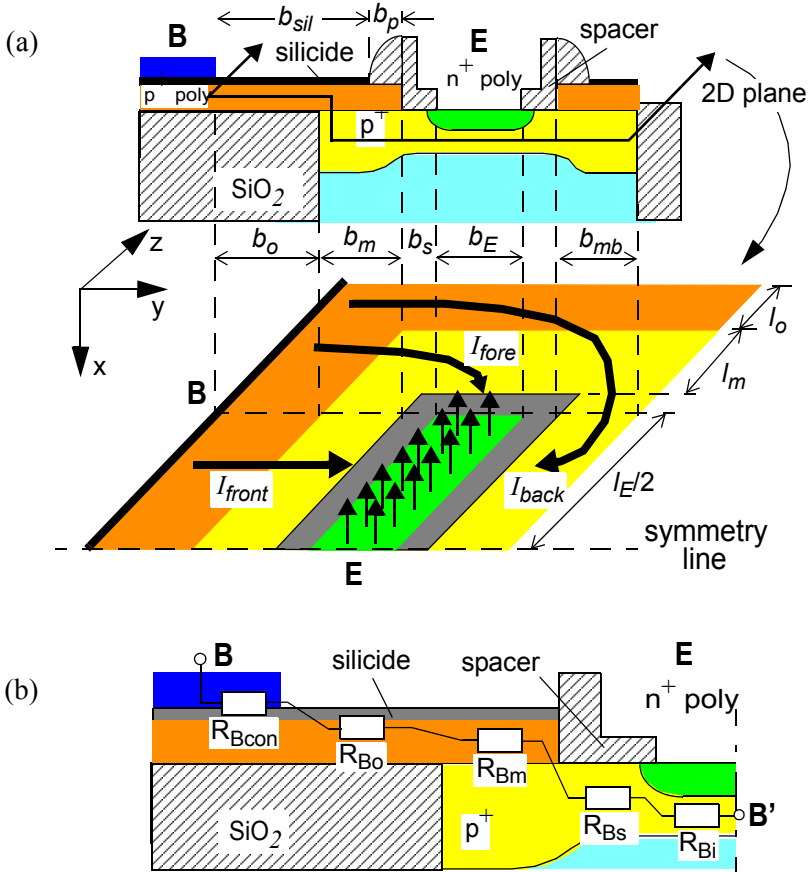 (a)
b_sil
b_p
B
E
silicide
spacer
n+ poly
p+ poly
2D plane
p+
SiO2
z
y
x
b_o
b_m
b_s
b_E
b_mb
l_o
l_m
I_fore
B
I_front
I_back
l_E/2
symmetry line
E
(b)
B
E
silicide
spacer
n+ poly
R_Bcon
R_Bo
R_Bm
SiO2
p+
R_Bs
R_Bi
B'